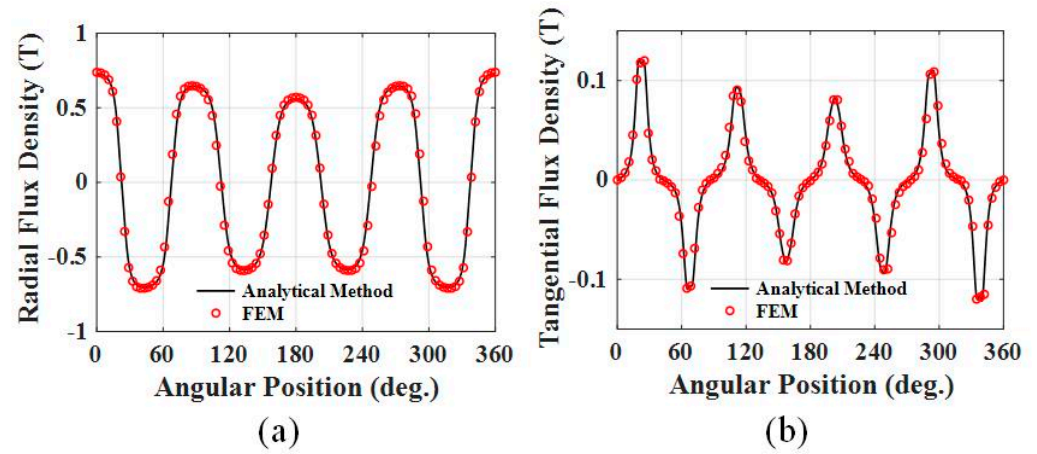 Radial Flux Density (T)
1
0.5
0
-0.5
-1
Analytical Method
FEM
0 60 120 180 240 300 360
Angular Position (deg.)
(a)
Tangential Flux Density (T)
0.1
0
-0.1
Analytical Method
FEM
0 60 120 180 240 300 360
Angular Position (deg.)
(b)